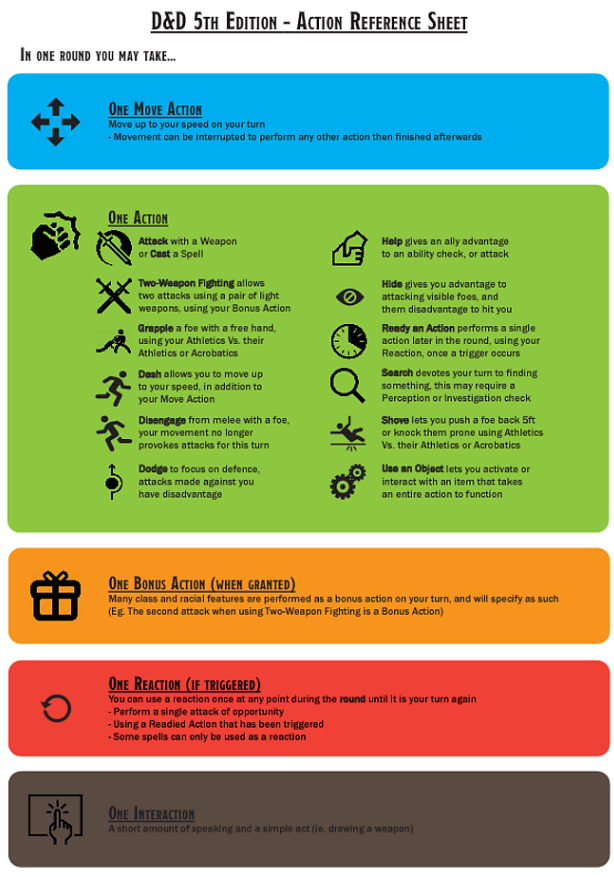 D&D 5th Edition - Action Reference Sheet
In one round you may take...
One Move Action
Move up to your speed on your turn
- Movement can be interrupted to perform any other action then finished afterwards
One Action
Attack with a Weapon
or Cast a Spell
Two-Weapon Fighting allows
two attacks using a pair of light
weapons, using your Bonus Action
Grapple a foe with a free hand,
using your Athletics Vs. their
Athletics or Acrobatics
Dash allows you to move up
to your speed, in addition to
your Move Action
Disengage from melee with a foe,
your movement no longer
provokes attacks for this turn
Dodge to focus on defence,
attacks made against you
have disadvantage
Help gives an ally advantage
to an ability check, or attack
Hide gives you advantage to
attacking visible foes, and
them disadvantage to hit you
Ready an Action performs a single
action later in the round, using your
Reaction, once a trigger occurs
Search devotes your turn to finding
something, this may require a
Perception or Investigation check
Shove lets you push a foe back 5ft
or knock them prone using Athletics
Vs. their Athletics or Acrobatics
Use an Object lets you activate or
interact with an item that takes
an entire action to function
One Bonus Action (when granted)
Many class and racial features are performed as a bonus action on your turn, and will specify as such
(Eg. The second attack when using Two-Weapon Fighting is a Bonus Action)
One Reaction (if triggered)
You can use a reaction once at any point during the round until it is your turn again
- Perform a single attack of opportunity
- Using a Readied Action that has been triggered
- Some spells can only be used as a reaction
One Interaction
A short amount of speaking and a simple act (ie. drawing a weapon)